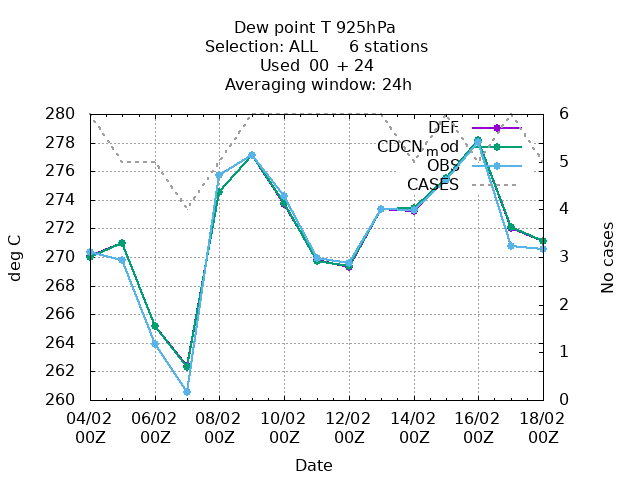 Dew point T 925hPa
Selection: ALL 6 stations
Used 00 + 24
Averaging window: 24h
280 6
DEF
278
CDCN_mod
OBS
276 5
CASES
274 4
272
deg C
270 3
No cases
268
266 2
264
262 1
260 0
04/02 06/02 08/02 10/02 12/02 14/02 16/02 18/02
00Z 00Z 00Z 00Z 00Z 00Z 00Z 00Z
Date